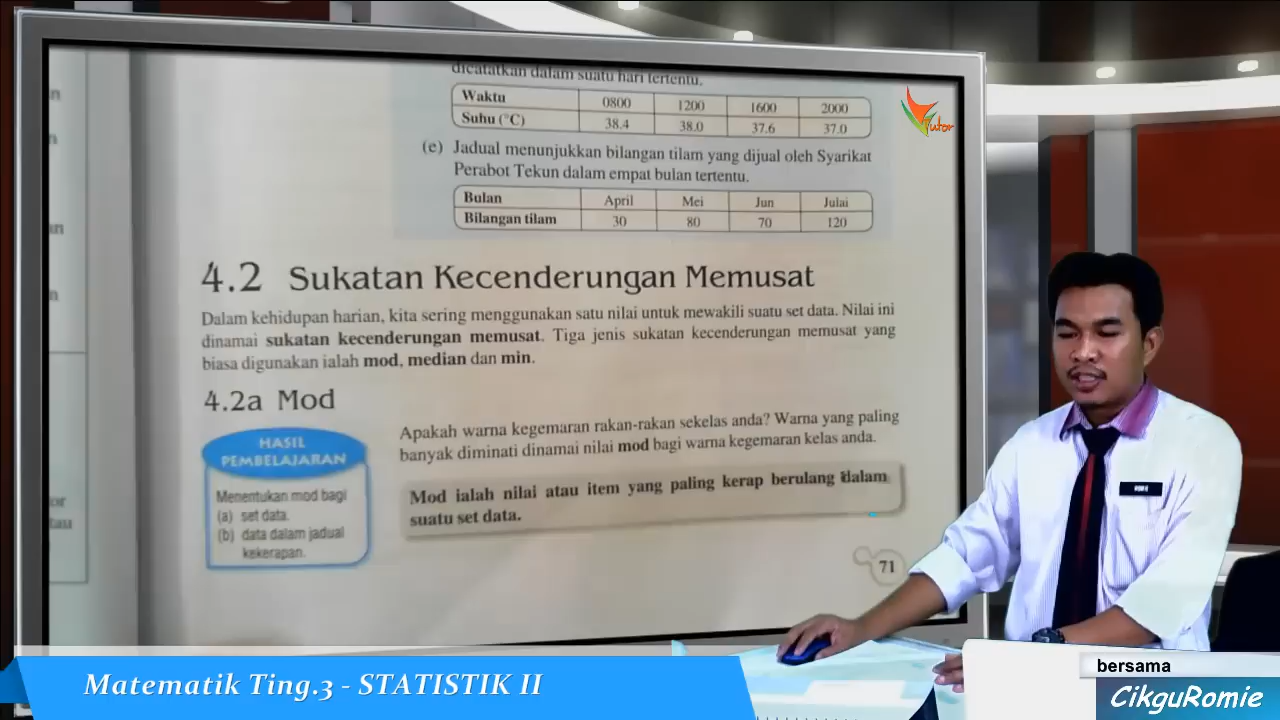 dicatatkan dalam suatu hari tertentu.
Waktu 0800 1200 1600 2000
Suhu (°C) 38.4 38.0 37.6 37.0
Tutor
(e) Jadual menunjukkan bilangan tilam yang dijual oleh Syarikat
Perabot Tekun dalam empat bulan tertentu.
Bulan April Mei Jun Julai
Bilangan tilam 30 80 70 120
4.2 Sukatan Kecenderungan Memusat
Dalam kehidupan harian, kita sering menggunakan satu nilai untuk mewakili suatu set data. Nilai ini
dinamai sukatan kecenderungan memusat. Tiga jenis sukatan kecenderungan memusat yang
biasa digunakan ialah mod, median dan min.
4.2a Mod
HASIL
PEMBELAJARAN
Menentukan mod bagi
(a) set data.
(b) data dalam jadual
kekerapan.
Apakah warna kegemaran rakan-rakan sekelas anda? Warna yang paling
banyak diminati dinamai nilai mod bagi warna kegemaran kelas anda.
Mod ialah nilai atau item yang paling kerap berulang dalam
suatu set data.
71
Matematik Ting.3 - STATISTIK II
bersama
CikguRomie